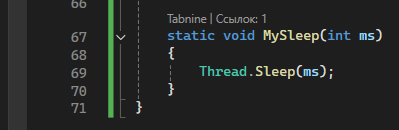 66
Tabnine | Ссылок: 1
67 static void MySleep(int ms)
68 {
69 Thread.Sleep(ms);
70 }
71 }